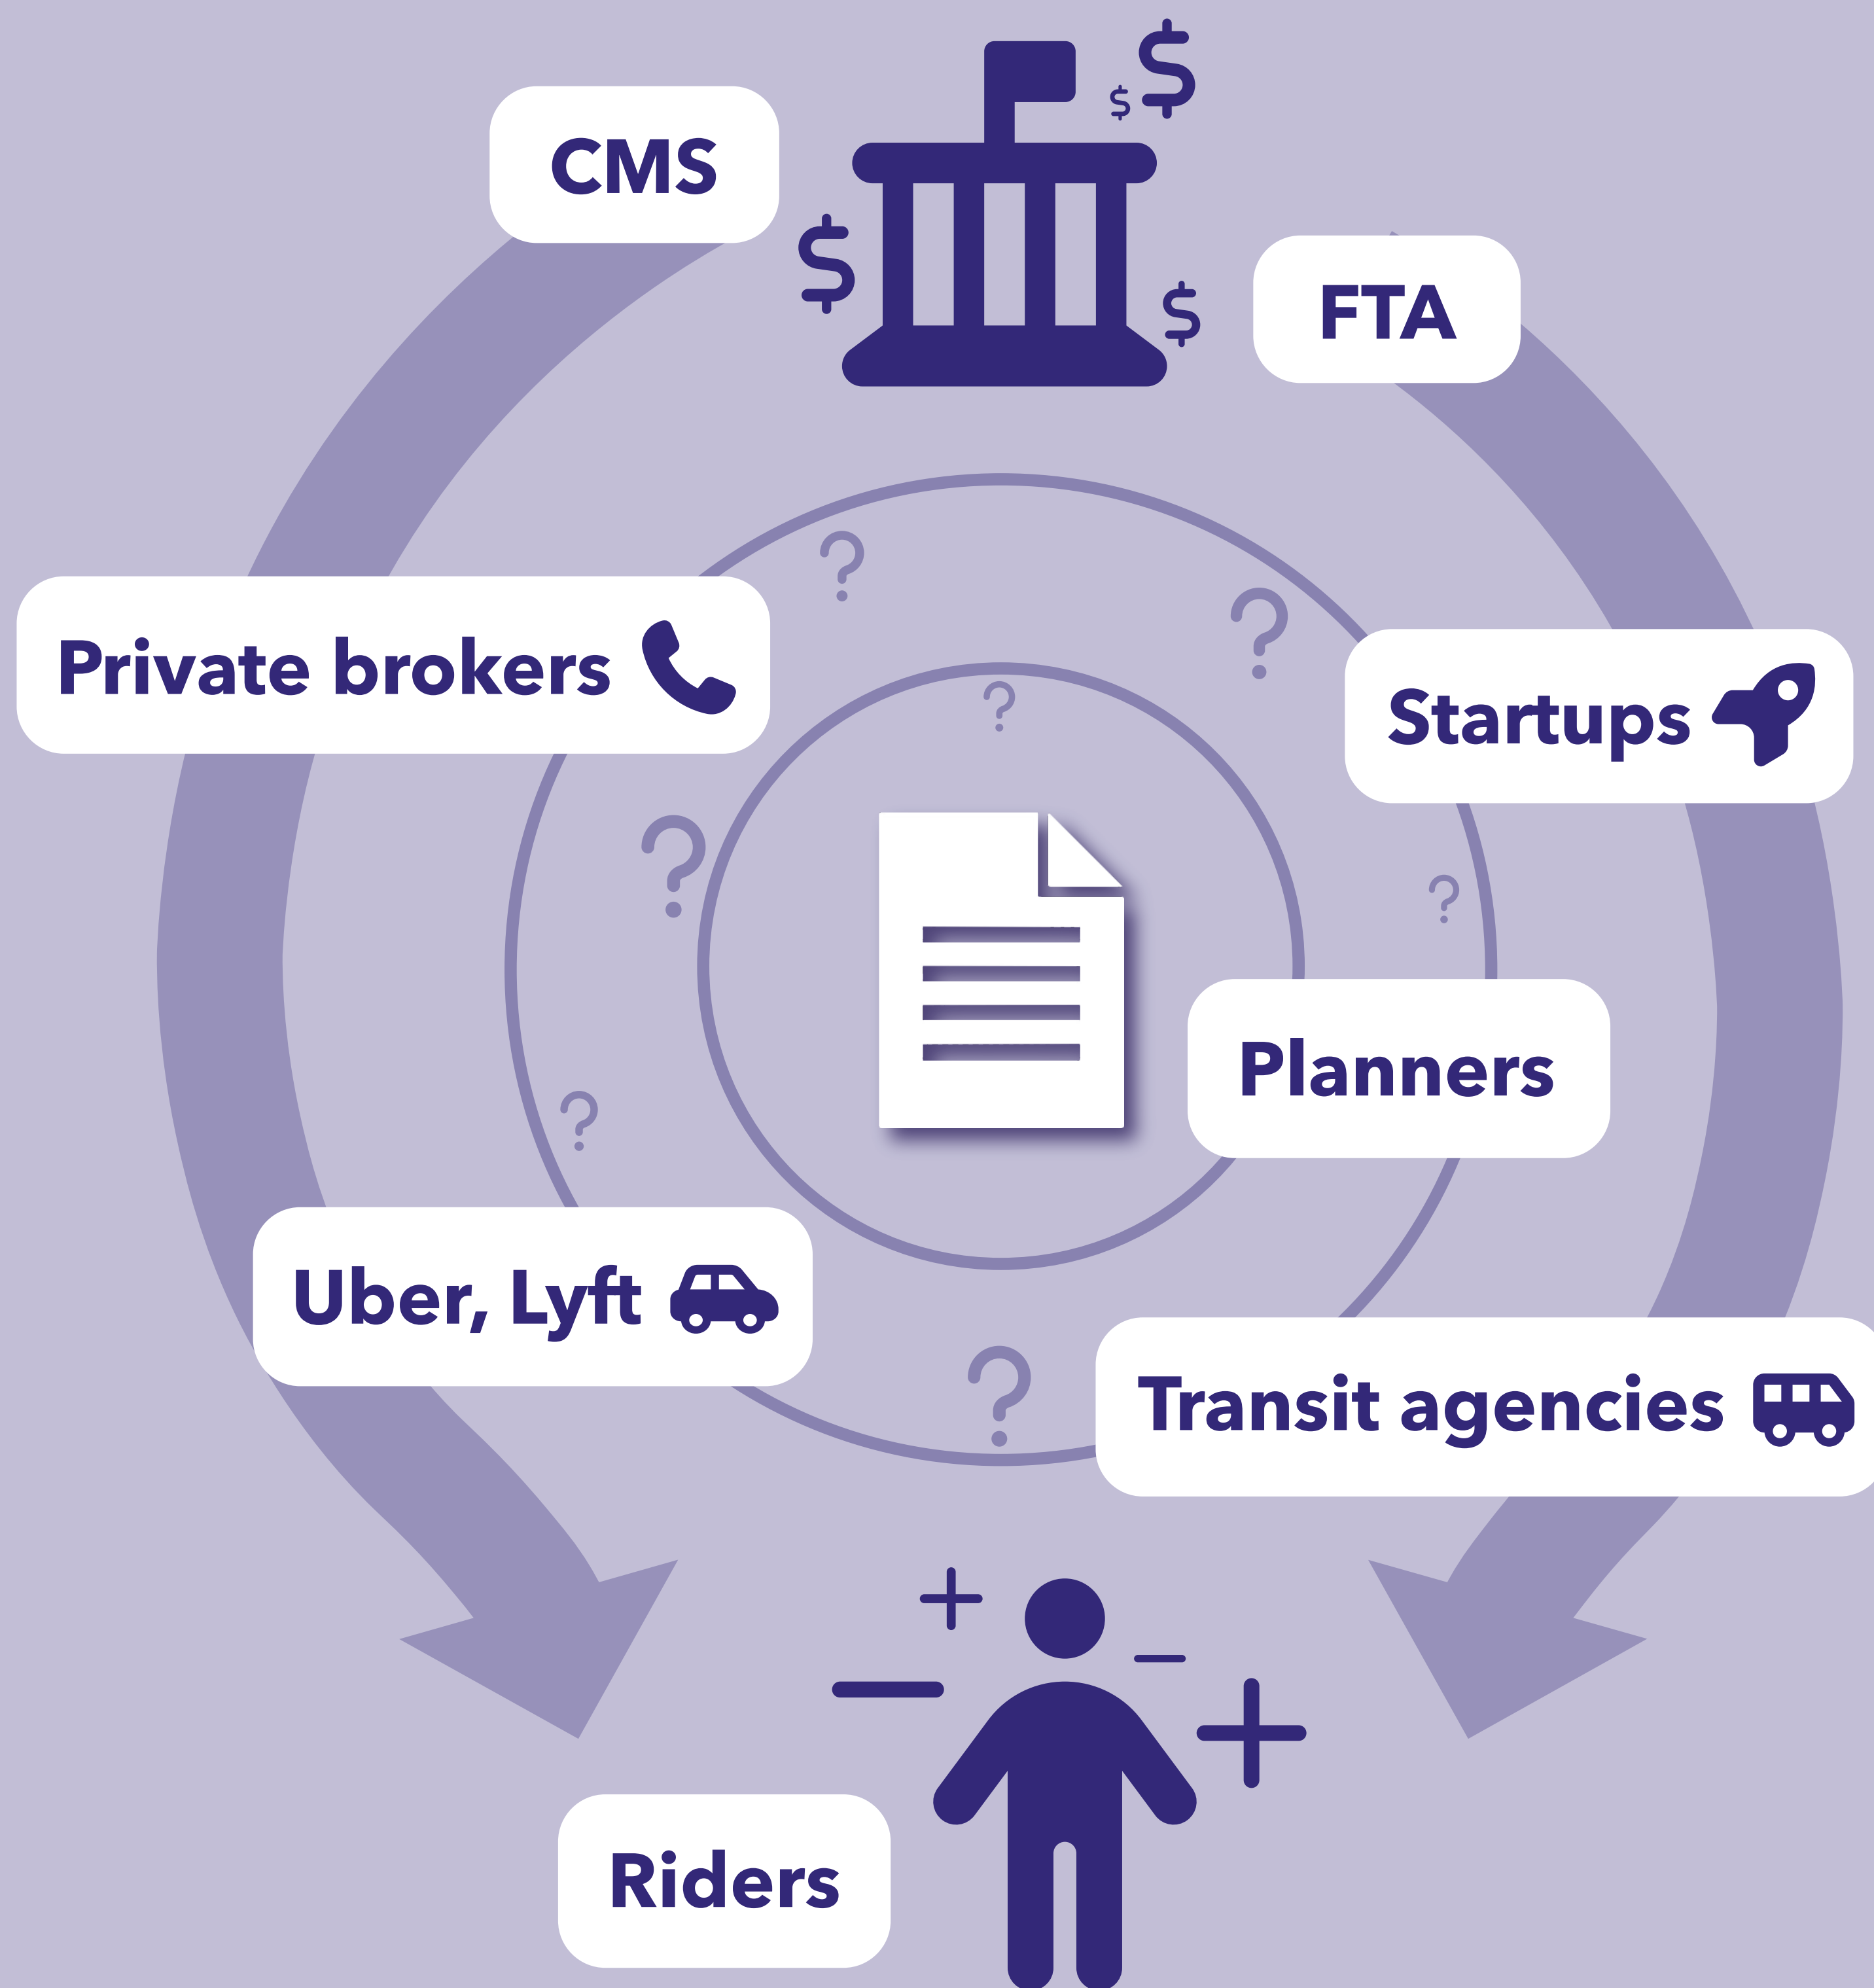 CMS
FTA
Private brokers
Startups
Planners
Uber, Lyft
Transit agencies
Riders